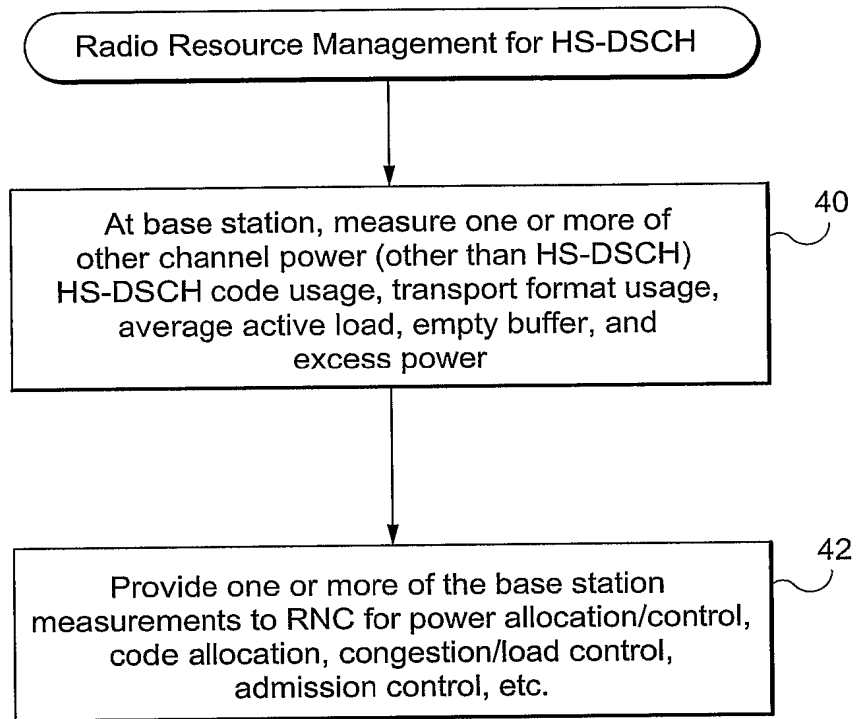 Radio Resource Management for HS-DSCH
At base station, measure one or more of
other channel power (other than HS-DSCH)
HS-DSCH code usage, transport format usage,
average active load, empty buffer, and
excess power
40
Provide one or more of the base station
measurements to RNC for power allocation/control,
code allocation, congestion/load control,
admission control, etc.
42